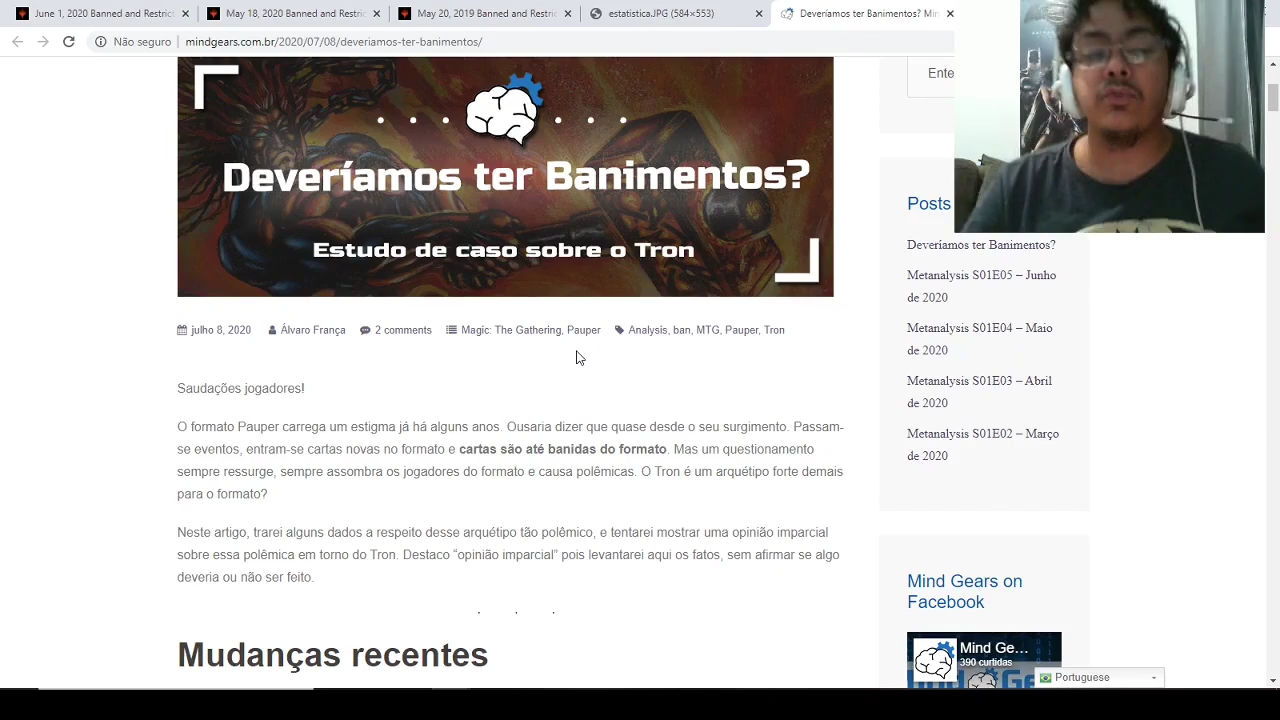 June 1, 2020 Banned and Restric
May 18, 2020 Banned and Restric
May 20, 2019 Banned and Restric
estatistica.JPG (584×553)
Deveríamos ter Banimentos? Min
Não seguro
mindgears.com.br/2020/07/08/deveriamos-ter-banimentos/
Ente
Deveríamos ter Banimentos?
Estudo de caso sobre o Tron
julho 8, 2020
Álvaro França
2 comments
Magic: The Gathering, Pauper
Analysis, ban, MTG, Pauper, Tron
Saudações jogadores!
O formato Pauper carrega um estigma já há alguns anos. Ousaria dizer que quase desde o seu surgimento. Passam-
se eventos, entram-se cartas novas no formato e cartas são até banidas do formato. Mas um questionamento
sempre ressurge, sempre assombra os jogadores do formato e causa polêmicas. O Tron é um arquétipo forte demais
para o formato?
Neste artigo, trarei alguns dados a respeito desse arquétipo tão polêmico, e tentarei mostrar uma opinião imparcial
sobre essa polêmica em torno do Tron. Destaco “opinião imparcial” pois levantarei aqui os fatos, sem afirmar se algo
deveria ou não ser feito.
. . .
Mudanças recentes
Posts
Deveríamos ter Banimentos?
Metanalysis S01E05 – Junho
de 2020
Metanalysis S01E04 – Maio
de 2020
Metanalysis S01E03 – Abril
de 2020
Metanalysis S01E02 – Março
de 2020
Mind Gears on
Facebook
Mind Ge...
390 curtidas
Portuguese